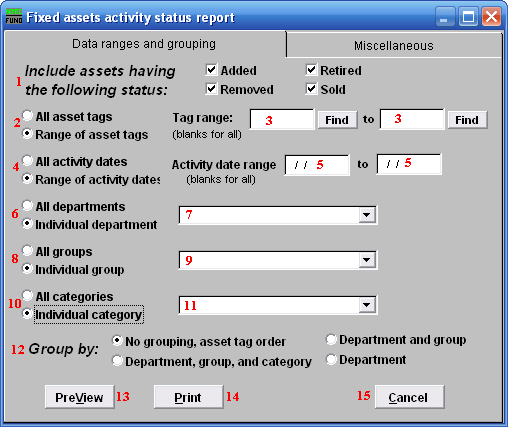 FUND
Fixed assets activity status report
Data ranges and grouping
Miscellaneous
1 Include assets having the following status:
Added
Retired
Removed
Sold
2
All asset tags
Range of asset tags
Tag range:
(blanks for all)
3
Find
to
3
Find
4
All activity dates
Range of activity dates
Activity date range
(blanks for all)
/ / 5
to
/ / 5
6
All departments
Individual department
7
8
All groups
Individual group
9
10
All categories
Individual category
11
12 Group by:
No grouping, asset tag order
Department and group
Department, group, and category
Department
PreView 13
Print 14
15 Cancel